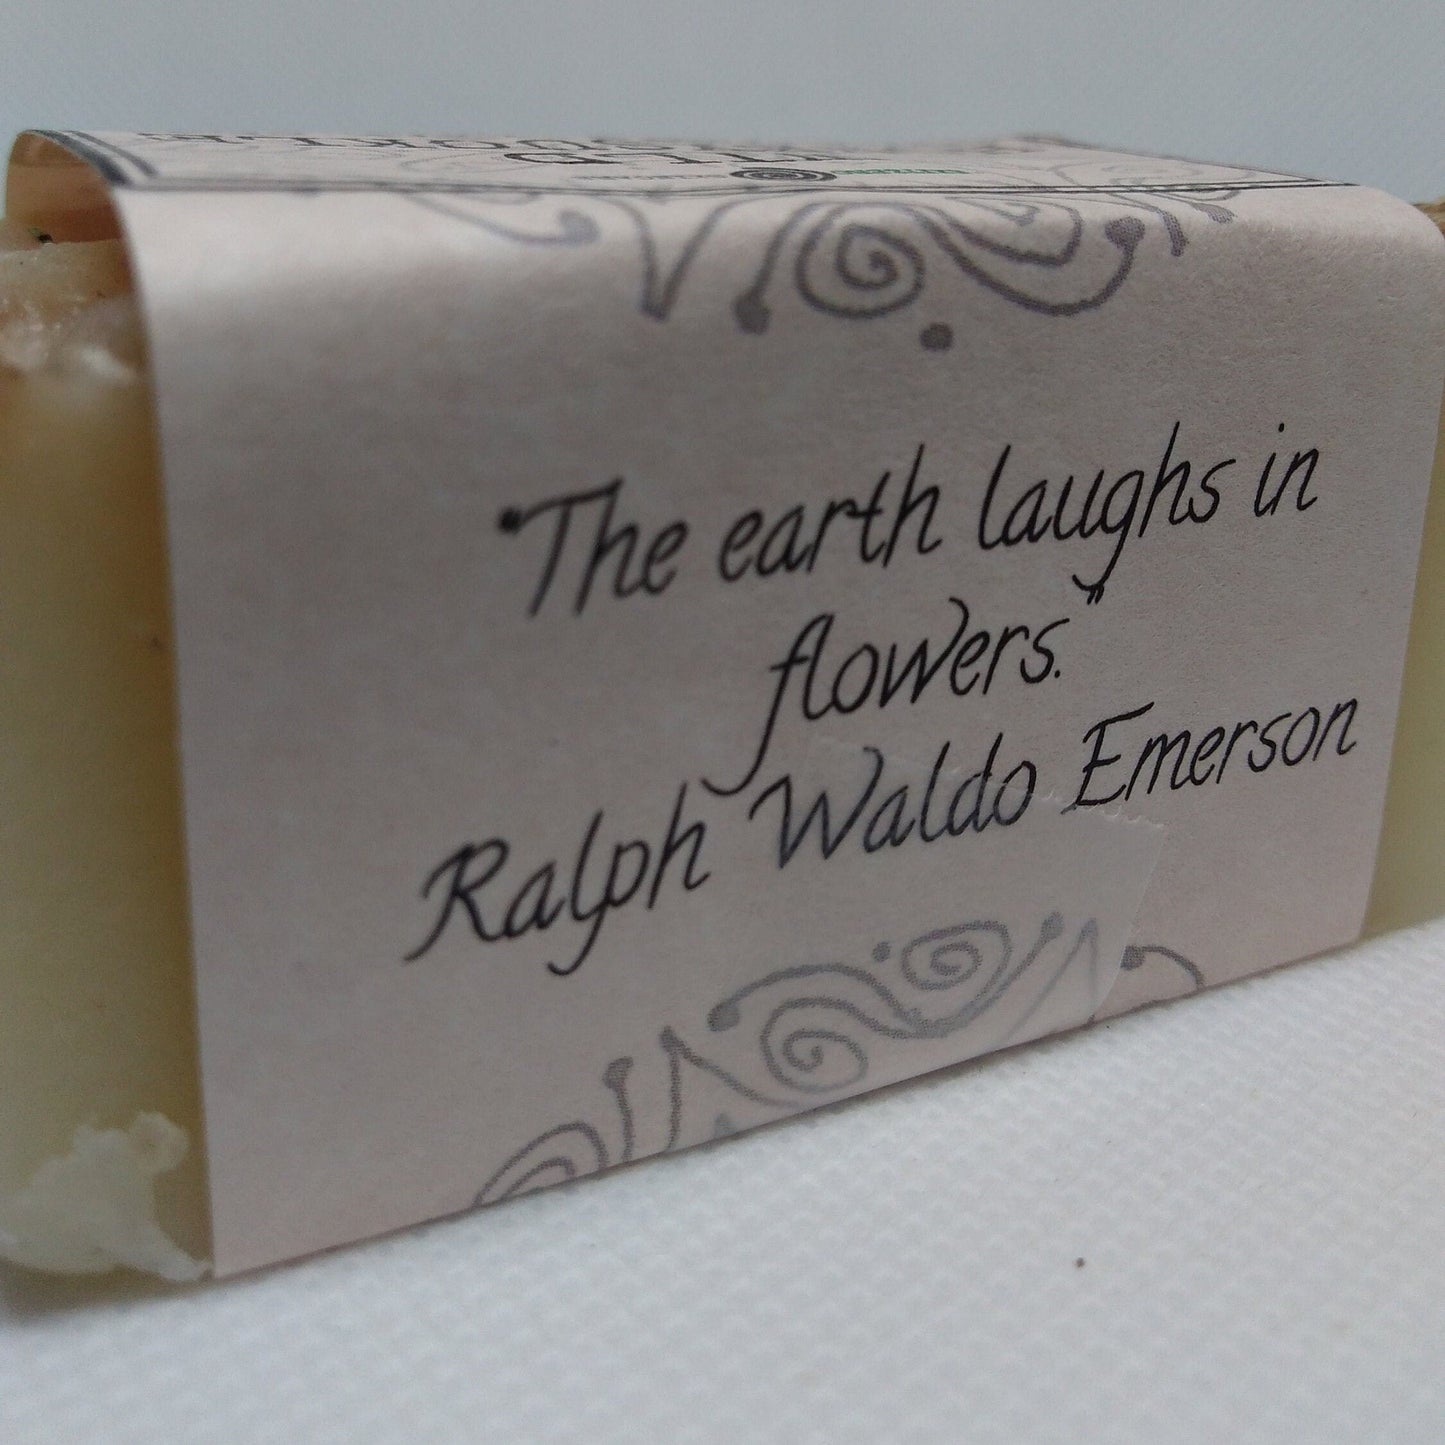 "The earth laughs in
flowers."
Ralph Waldo Emerson